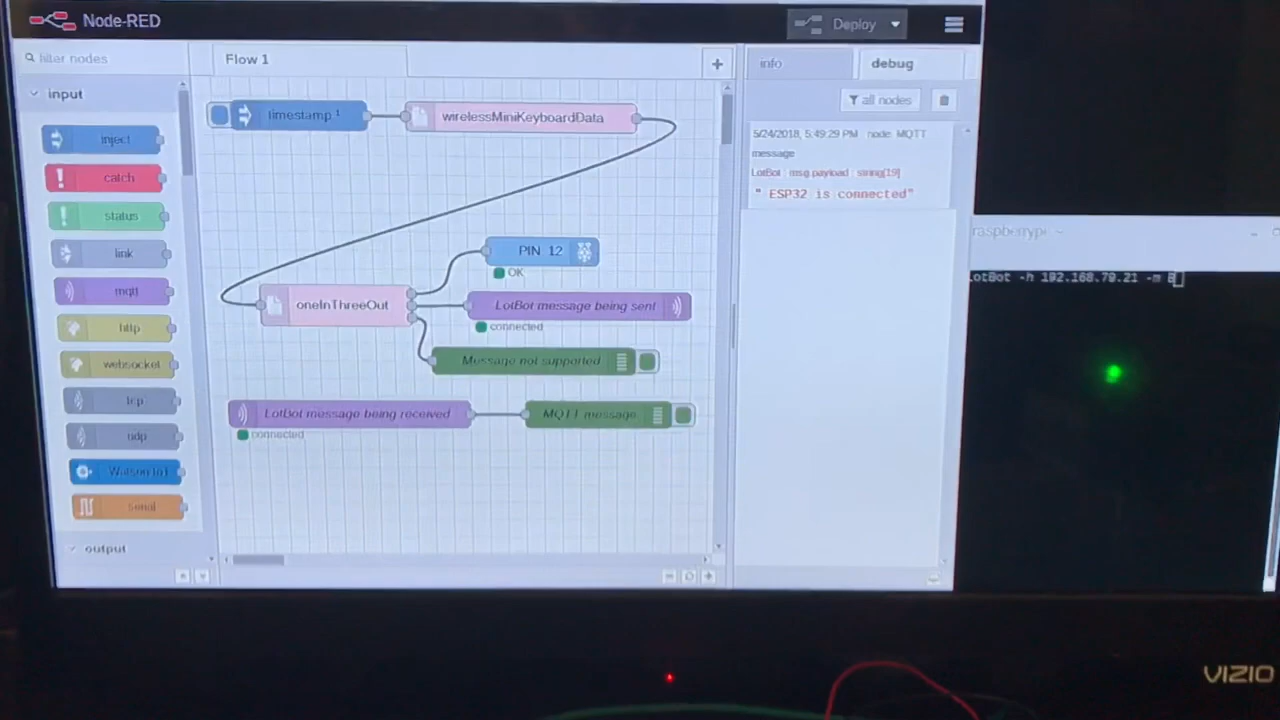 Node-RED
Deploy
filter nodes
Flow 1
+
info
debug
input
all nodes
timestamp ¹
wirelessMiniKeyboardData
inject
catch
status
link
mqtt
http
websocket
tcp
udp
Watson IoT
serial
output
5/24/2018, 5:49:29 PM node: MQTT
message
LotBot : msg.payload : string[19]
" ESP32 is connected"
PIN 12
OK
oneInThreeOut
LotBot message being sent
connected
Message not supported
LotBot message being received
MQTT message
connected
raspberrypi: ~
LotBot -h 192.168.79.21 -m
VIZIO